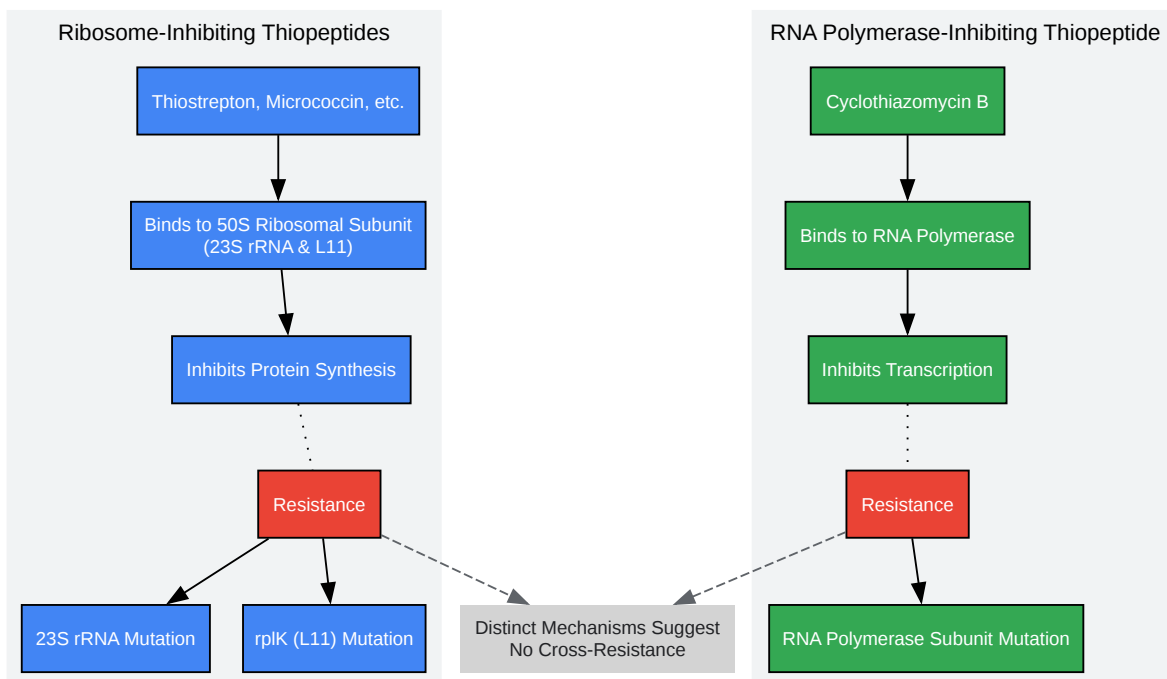 Ribosome-Inhibiting Thiopeptides
Thiostrepton, Micrococcin, etc.
Binds to 50S Ribosomal Subunit
(23S rRNA & L11)
Inhibits Protein Synthesis
Resistance
23S rRNA Mutation
rplK (L11) Mutation
RNA Polymerase-Inhibiting Thiopeptide
Cyclothiazomycin B
Binds to RNA Polymerase
Inhibits Transcription
Resistance
RNA Polymerase Subunit Mutation
Distinct Mechanisms Suggest
No Cross-Resistance